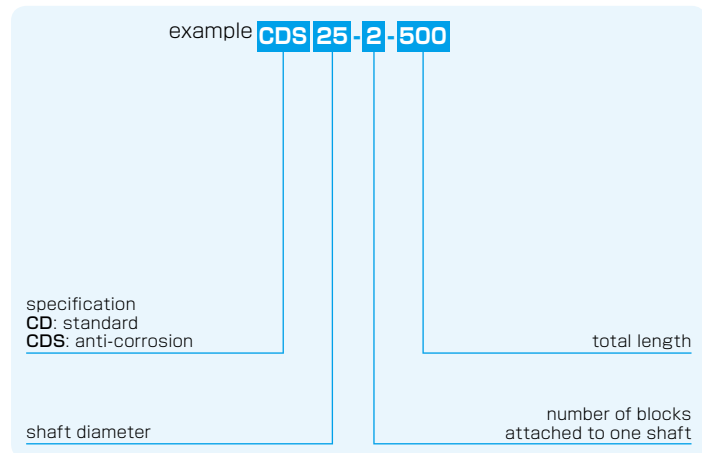 example CDS 25 - 2 - 500
specification
CD: standard
CDS: anti-corrosion
total length
shaft diameter
number of blocks
attached to one shaft